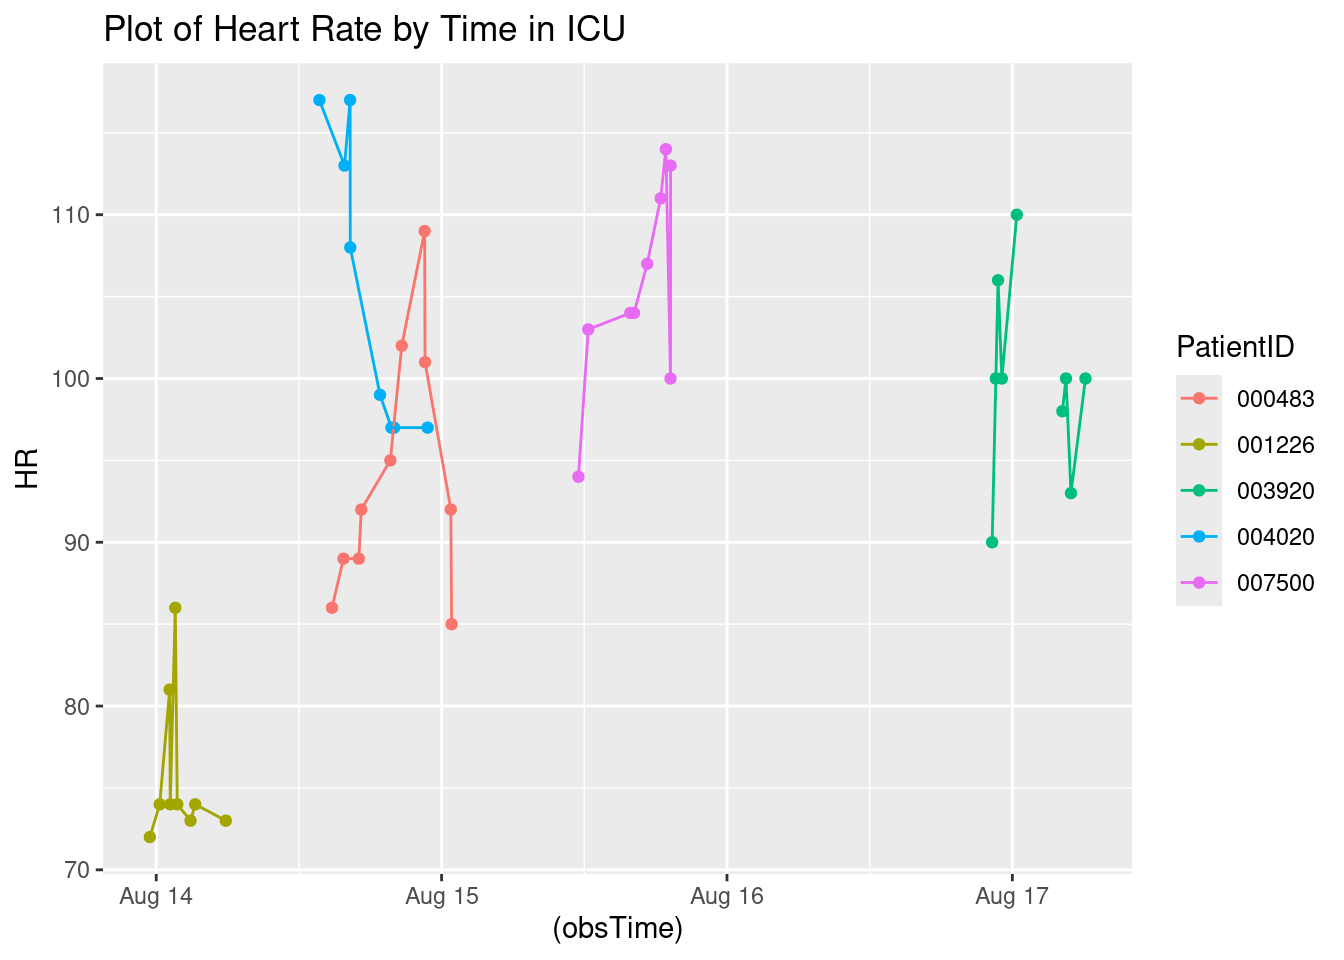 Plot of Heart Rate by Time in ICU
110
100
90
80
70
HR
Aug 14
Aug 15
Aug 16
Aug 17
(obsTime)
PatientID
000483
001226
003920
004020
007500